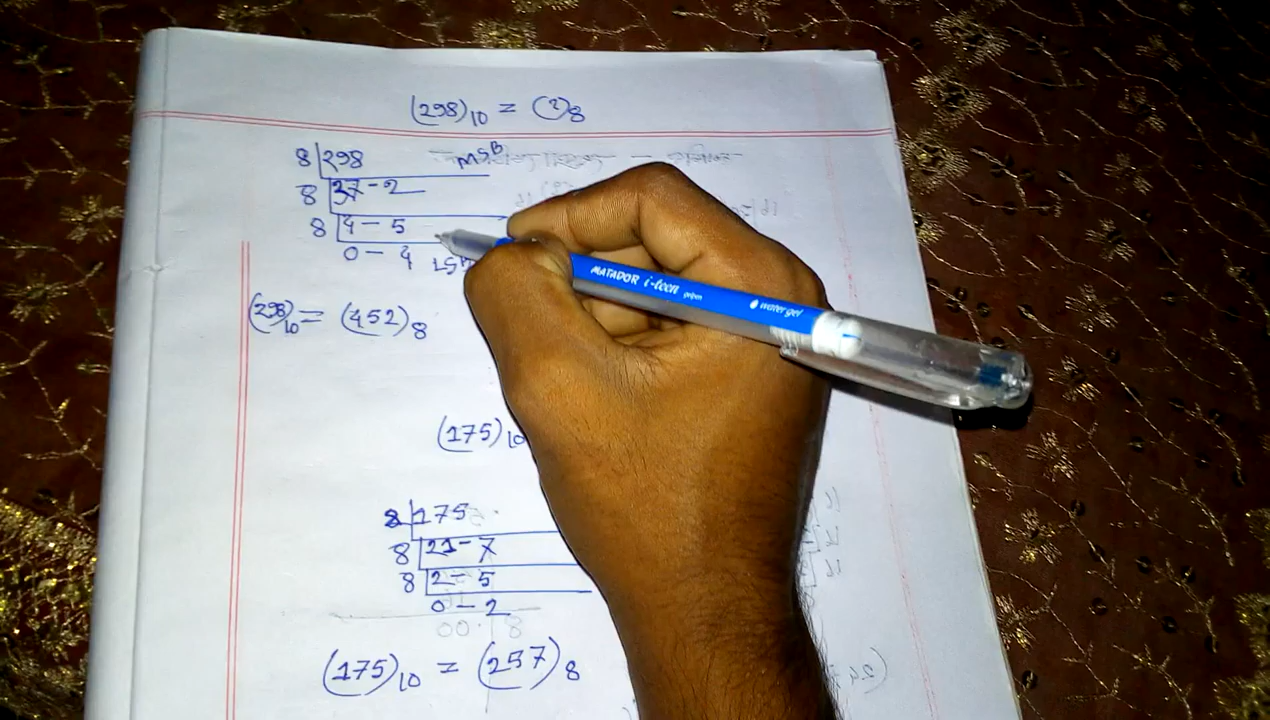 (298)10 = (?)8
8|298 MSB
8|37-2
8|4-5
0-4 LSB
(298)10 = (452)8
MATADOR i-teen gelpen water gel
(175)10
8|175
8|21-7
8|2-5
0-2
(175)10 = (257)8